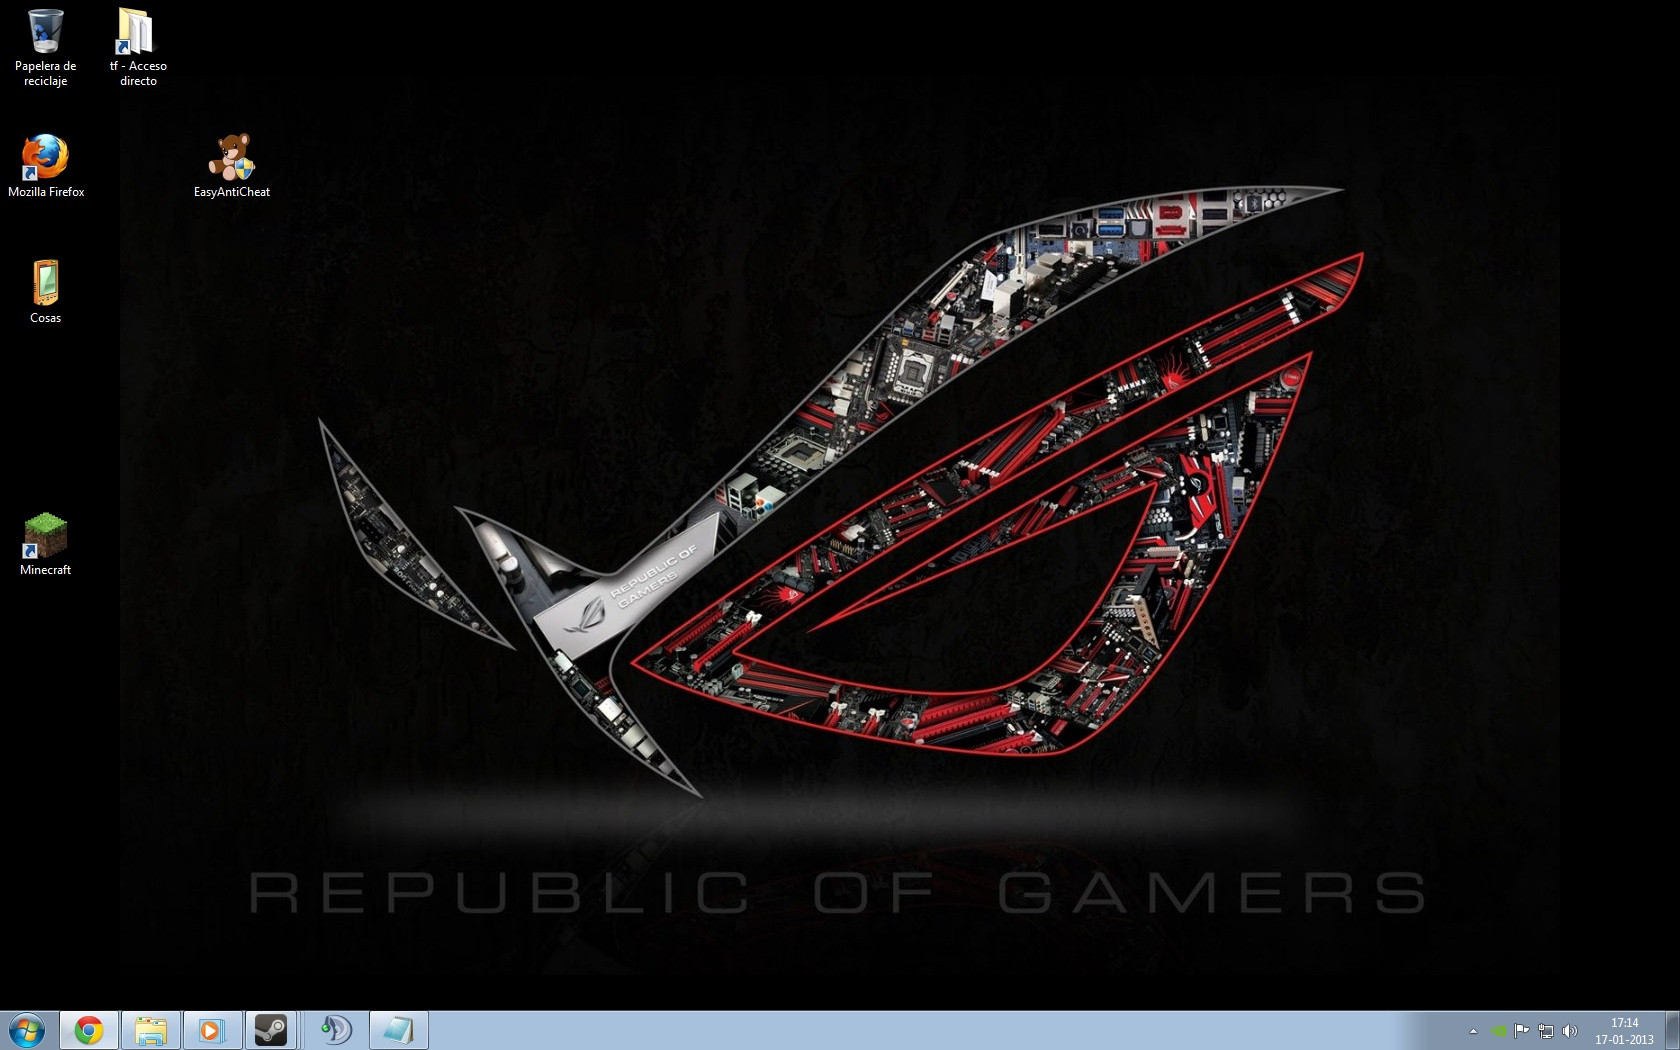 Papelera de
reciclaje
tf - Acceso
directo
Mozilla Firefox
EasyAntiCheat
Cosas
Minecraft
REPUBLIC OF
GAMERS
REPUBLIC OF GAMERS
17:14
17-01-2013